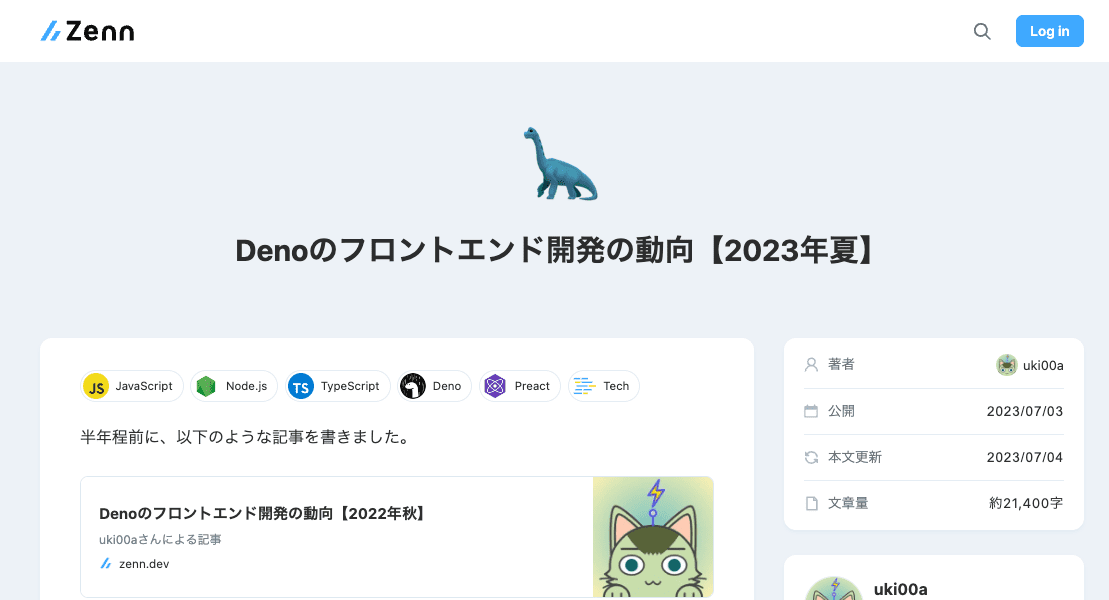 Zenn
Log in
Denoのフロントエンド開発の動向【2023年夏】
JS JavaScript Node.js TS TypeScript Deno Preact Tech
半年程前に、以下のような記事を書きました。
Denoのフロントエンド開発の動向【2022年秋】
uki00aさんによる記事
zenn.dev
著者 uki00a
公開 2023/07/03
本文更新 2023/07/04
文章量 約21,400字
uki00a